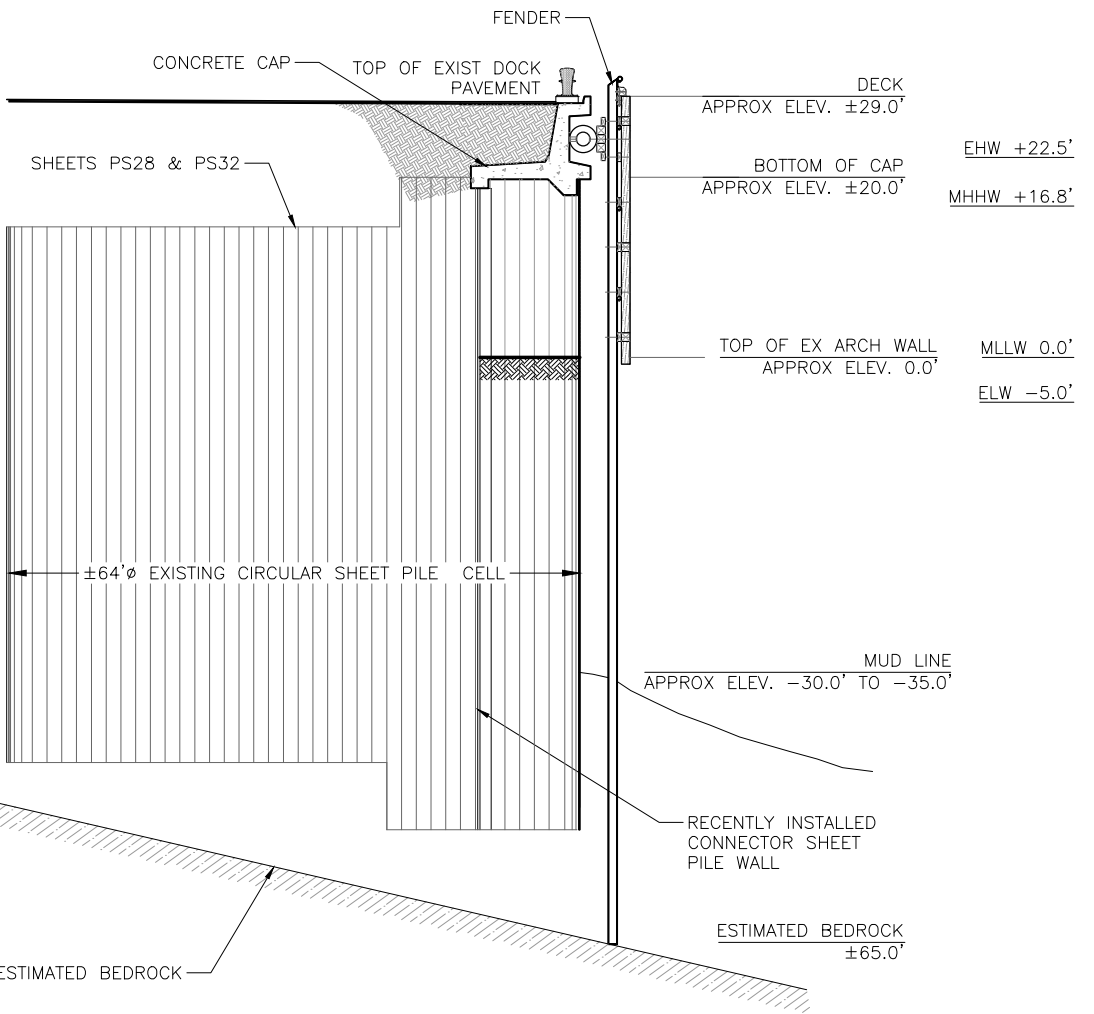 FENDER
CONCRETE CAP
TOP OF EXIST DOCK
PAVEMENT
DECK
APPROX ELEV. ±29.0'
EHW +22.5'
SHEETS PS28 & PS32
BOTTOM OF CAP
APPROX ELEV. ±20.0'
MHHW +16.8'
TOP OF EX ARCH WALL
APPROX ELEV. 0.0'
MLLW 0.0'
ELW -5.0'
±64'ø EXISTING CIRCULAR SHEET PILE CELL
MUD LINE
APPROX ELEV. -30.0' TO -35.0'
RECENTLY INSTALLED
CONNECTOR SHEET
PILE WALL
ESTIMATED BEDROCK
±65.0'
ESTIMATED BEDROCK